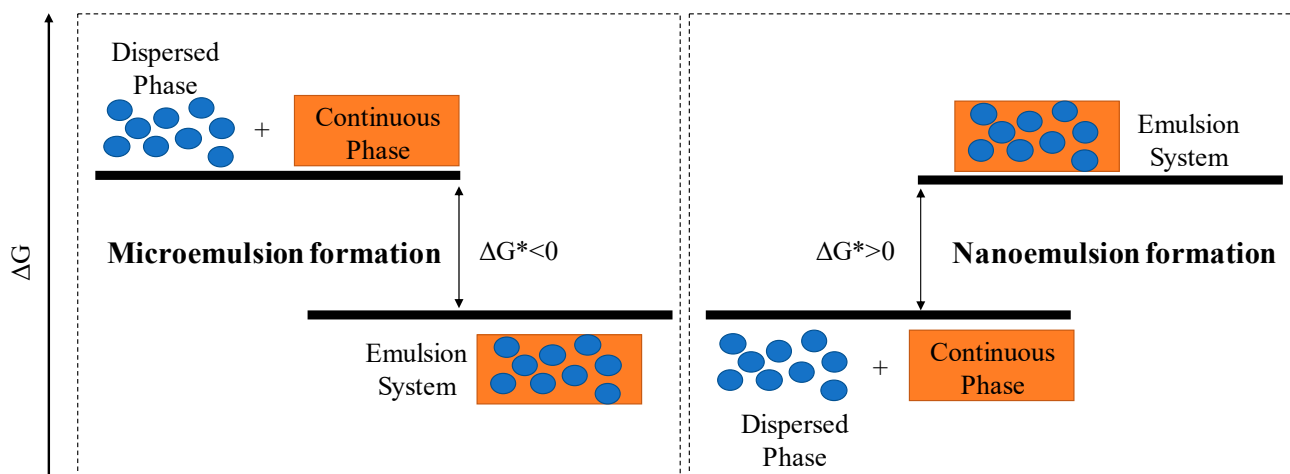 ΔG
Dispersed
Phase
+
Continuous
Phase
Microemulsion formation
ΔG*<0
Emulsion
System
Emulsion
System
ΔG*>0
Nanoemulsion formation
Dispersed
Phase
+
Continuous
Phase